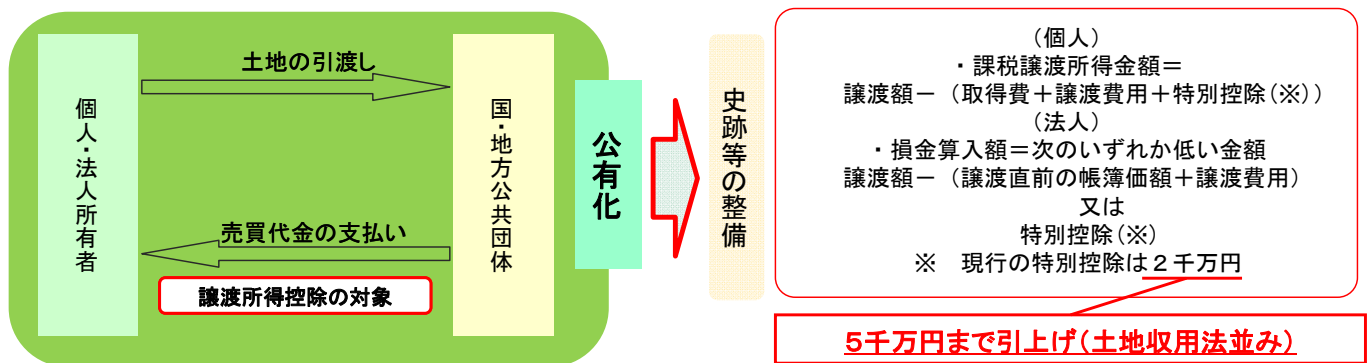 個人・法人所有者
土地の引渡し
売買代金の支払い
譲渡所得控除の対象
国・地方公共団体
公有化
史跡等の整備
（個人）
・課税譲渡所得金額＝
譲渡額－（取得費＋譲渡費用＋特別控除（※））
（法人）
・損金算入額＝次のいずれか低い金額
譲渡額－（譲渡直前の帳簿価額＋譲渡費用）
又は
特別控除（※）
※　現行の特別控除は２千万円
５千万円まで引上げ（土地収用法並み）